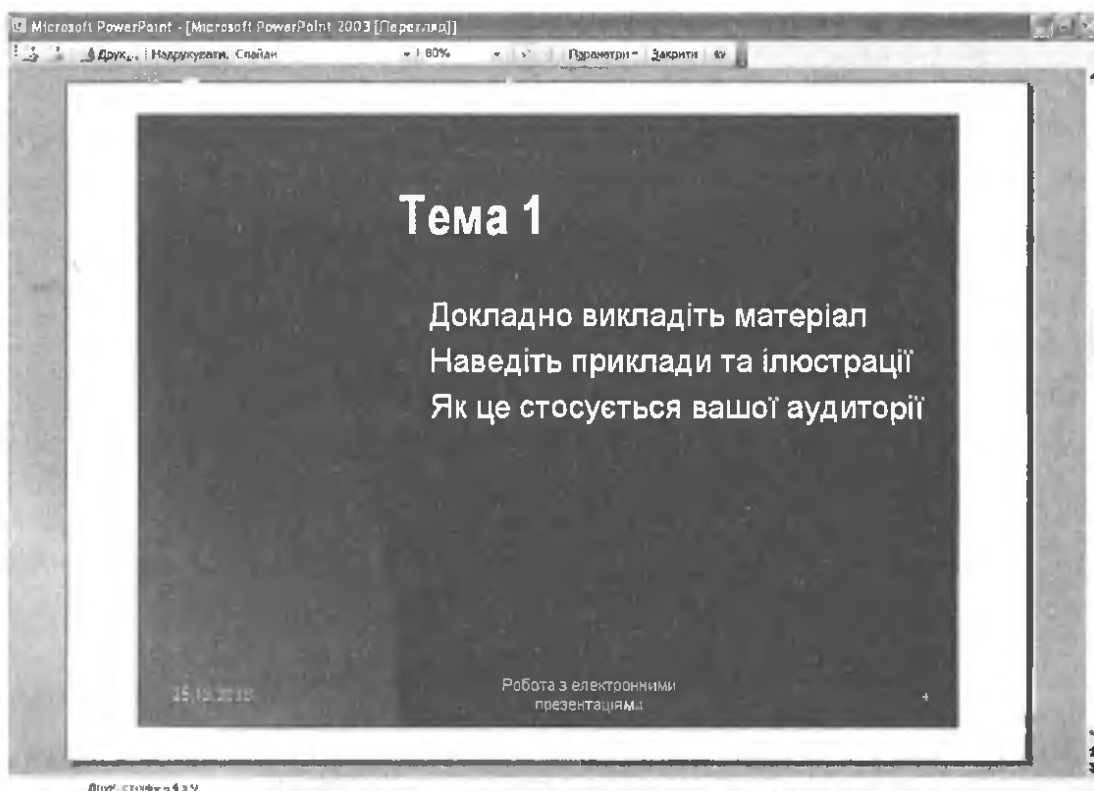 Microsoft PowerPoint - [Microsoft PowerPoint 2003 [Перегляд]]
Друк... Надрукувати: Слайди 80% Параметри Закрити
Тема 1
Докладно викладіть матеріал
Наведіть приклади та ілюстрації
Як це стосується вашої аудиторії
Робота з електронними
презентаціями